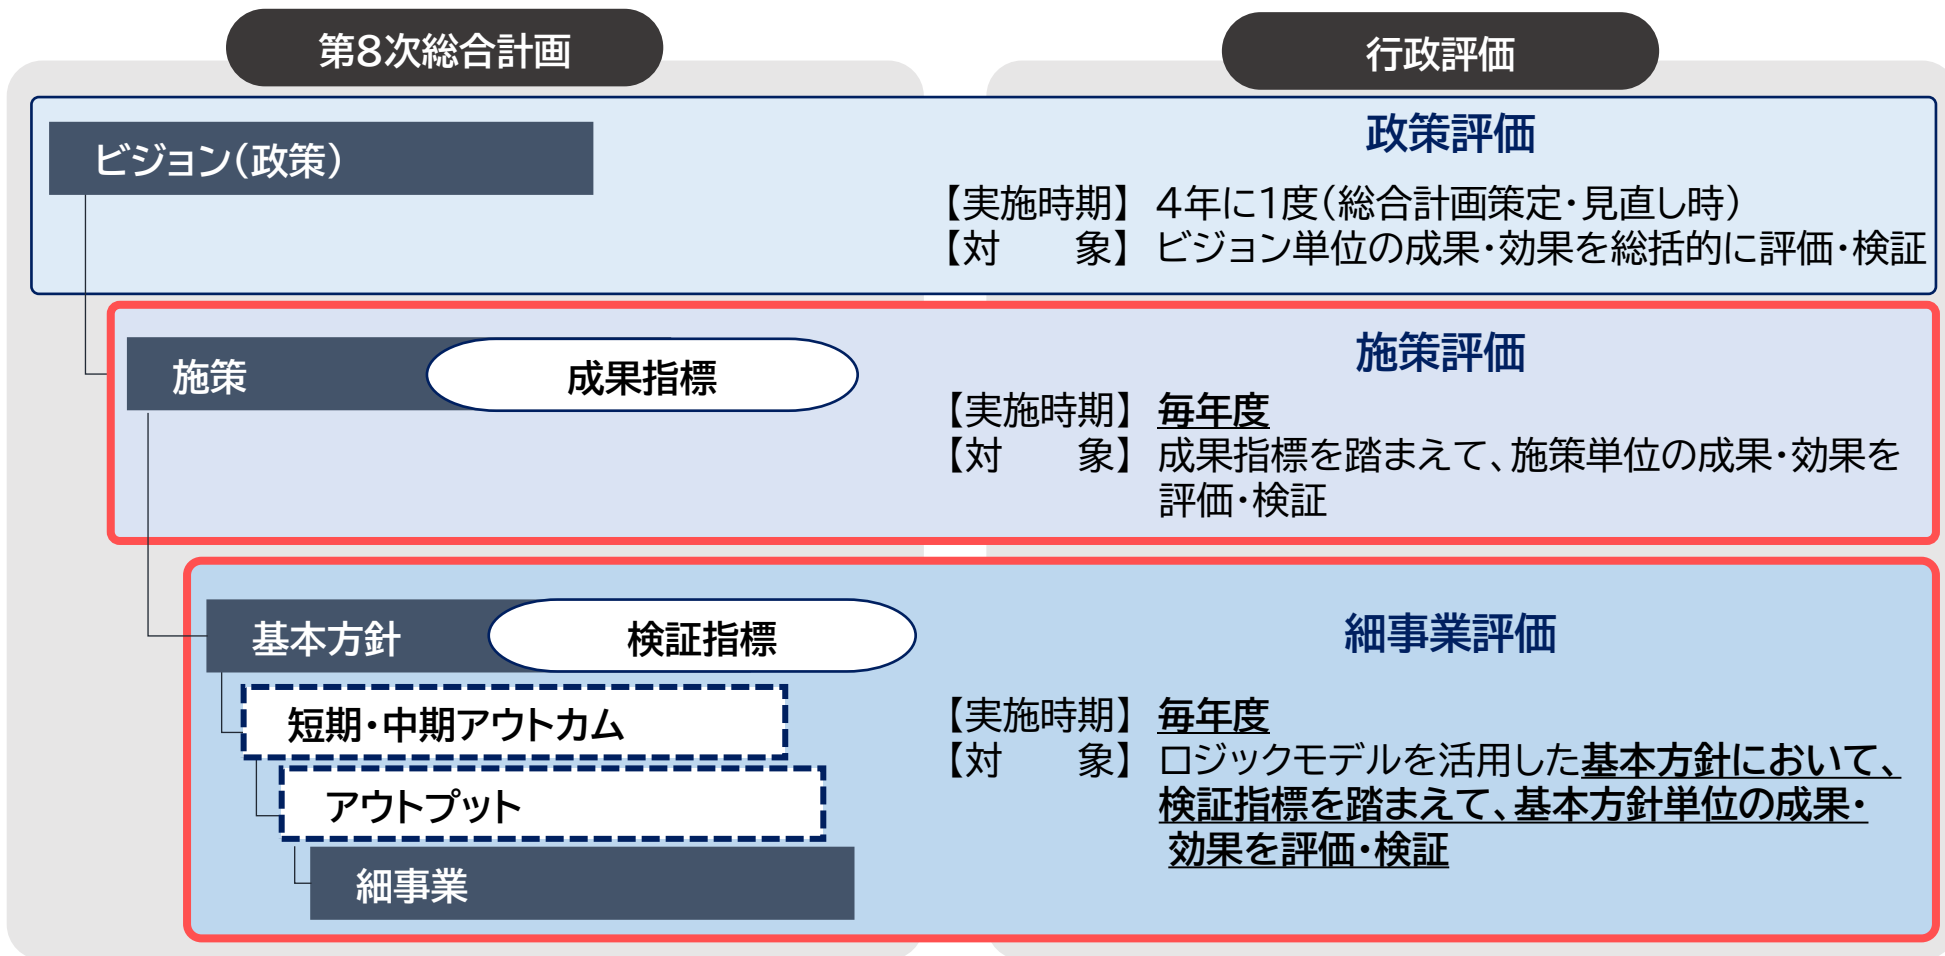 第8次総合計画
行政評価
ビジョン(政策)
政策評価
【実施時期】 4年に1度(総合計画策定・見直し時)
【対　　象】 ビジョン単位の成果・効果を総括的に評価・検証
施策
成果指標
施策評価
【実施時期】 毎年度
【対　　象】 成果指標を踏まえて、施策単位の成果・効果を
評価・検証
基本方針
検証指標
細事業評価
短期・中期アウトカム
アウトプット
細事業
【実施時期】 毎年度
【対　　象】 ロジックモデルを活用した基本方針において、
検証指標を踏まえて、基本方針単位の成果・
効果を評価・検証